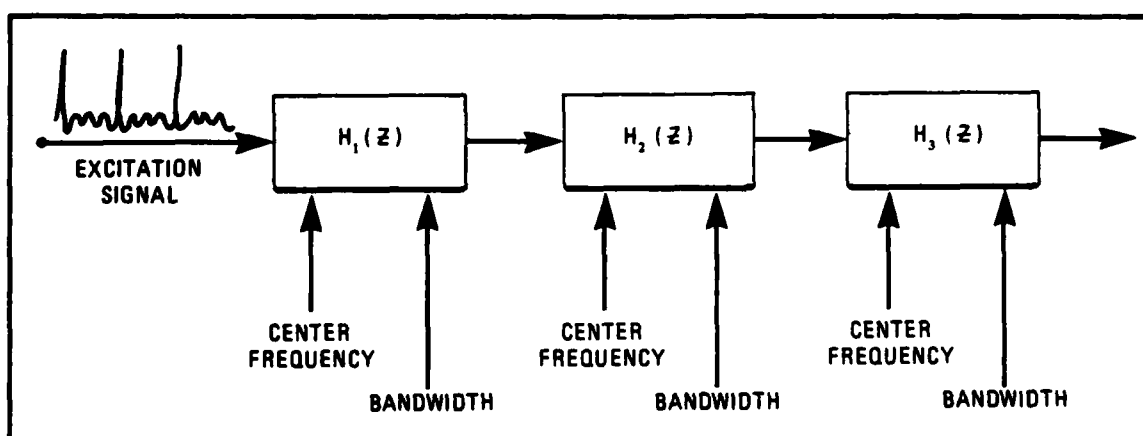 EXCITATION
SIGNAL
H₁(Z)
H₂(Z)
H₃(Z)
CENTER
FREQUENCY
BANDWIDTH
CENTER
FREQUENCY
BANDWIDTH
CENTER
FREQUENCY
BANDWIDTH